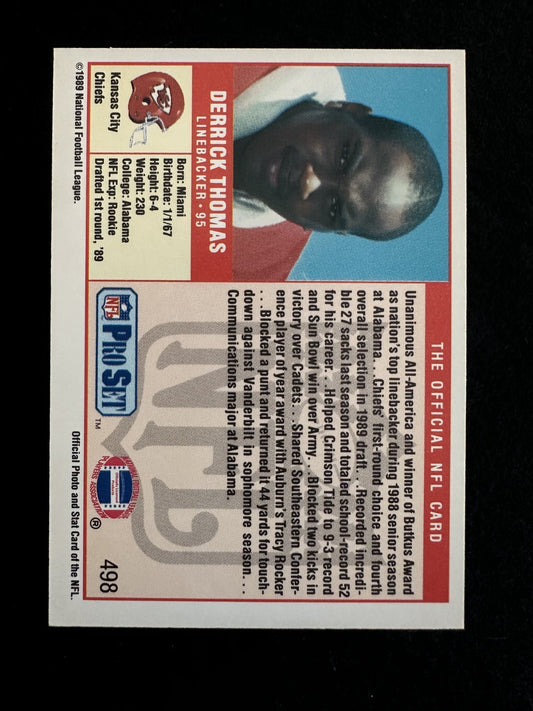 THE OFFICIAL NFL CARD
Unanimous All-America and winner of Butkus Award
as nation's top linebacker during 1988 senior season
at Alabama. . .Chiefs' first-round choice and fourth
overall selection in 1989 draft. . .Recorded incredi-
ble 27 sacks last season and totaled school-record 52
for his career. . .Helped Crimson Tide to 9-3 record
and Sun Bowl win over Army. . .Blocked two kicks in
victory over Cadets. . .Shared Southeastern Confer-
ence player of year award with Auburn's Tracy Rocker
. . .Blocked a punt and returned it 44 yards for touch-
down against Vanderbilt in sophomore season. . .
Communications major at Alabama.
DERRICK THOMAS
LINEBACKER • 95
Kansas City
Chiefs
Born: Miami
Birthdate: 1/1/67
Height: 6-4
Weight: 230
College: Alabama
NFL Exp: Rookie
Drafted 1st round, '89
NFL
NFL PRO SET ™
PLAYERS ASSOCIATION
®
498
©1989 National Football League.
Official Photo and Stat Card of the NFL.